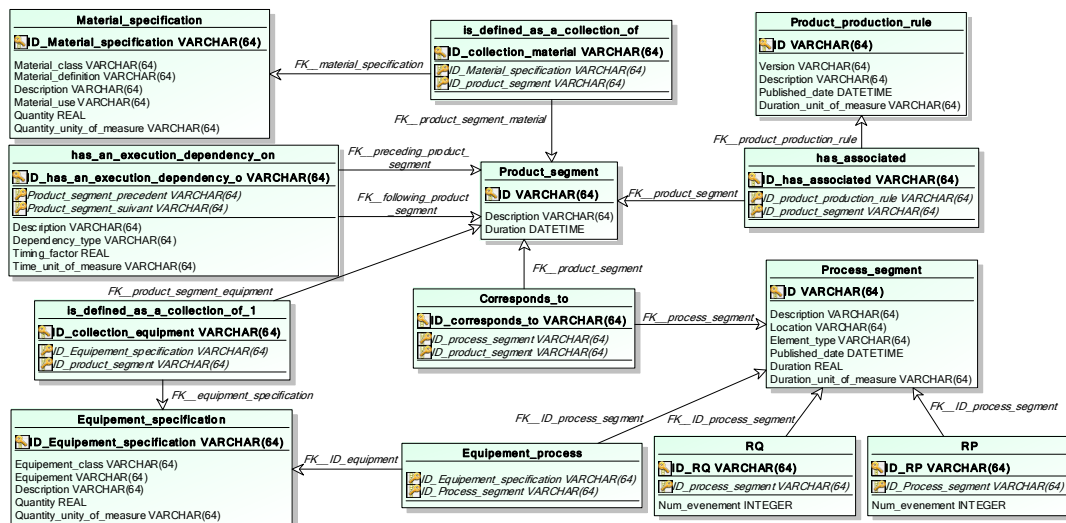 Material_specification
ID_Material_specification VARCHAR(64)
Material_class VARCHAR(64)
Material_definition VARCHAR(64)
Description VARCHAR(64)
Material_use VARCHAR(64)
Quantity REAL
Quantity_unity_of_measure VARCHAR(64)
FK__material_specification
is_defined_as_a_collection_of
ID_collection_material VARCHAR(64)
ID_Material_specification VARCHAR(64)
ID_product_segment VARCHAR(64)
FK__product_segment_material
Product_production_rule
ID VARCHAR(64)
Version VARCHAR(64)
Description VARCHAR(64)
Published_date DATETIME
Duration_unit_of_measure VARCHAR(64)
FK__product_production_rule
has_an_execution_dependency_on
ID_has_an_execution_dependency_o VARCHAR(64)
Product_segment_precedent VARCHAR(64)
Product_segment_suivant VARCHAR(64)
Description VARCHAR(64)
Dependency_type VARCHAR(64)
Timing_factor REAL
Time_unit_of_measure VARCHAR(64)
FK__preceding_product_
segment
FK__following_product
_segment
Product_segment
ID VARCHAR(64)
Description VARCHAR(64)
Duration DATETIME
FK__product_segment
has_associated
ID_has_associated VARCHAR(64)
ID_product_production_rule VARCHAR(64)
ID_product_segment VARCHAR(64)
FK__product_segment_equipment
FK__product_segment
is_defined_as_a_collection_of_1
ID_collection_equipment VARCHAR(64)
ID_Equipement_specification VARCHAR(64)
ID_product_segment VARCHAR(64)
FK__equipment_specification
Corresponds_to
ID_corresponds_to VARCHAR(64)
ID_process_segment VARCHAR(64)
ID_product_segment VARCHAR(64)
FK__process_segment
Process_segment
ID VARCHAR(64)
Description VARCHAR(64)
Location VARCHAR(64)
Element_type VARCHAR(64)
Published_date DATETIME
Duration REAL
Duration_unit_of_measure VARCHAR(64)
FK__ID_process_segment
FK__ID_process_segment
FK__ID_process_segment
Equipement_specification
ID_Equipement_specification VARCHAR(64)
Equipement_class VARCHAR(64)
Equipement VARCHAR(64)
Description VARCHAR(64)
Quantity REAL
Quantity_unity_of_measure VARCHAR(64)
FK__ID_equipment
Equipement_process
ID_Equipement_specification VARCHAR(64)
ID_Process_segment VARCHAR(64)
RQ
ID_RQ VARCHAR(64)
ID_process_segment VARCHAR(64)
Num_evenement INTEGER
RP
ID_RP VARCHAR(64)
ID_Process_segment VARCHAR(64)
Num_evenement INTEGER